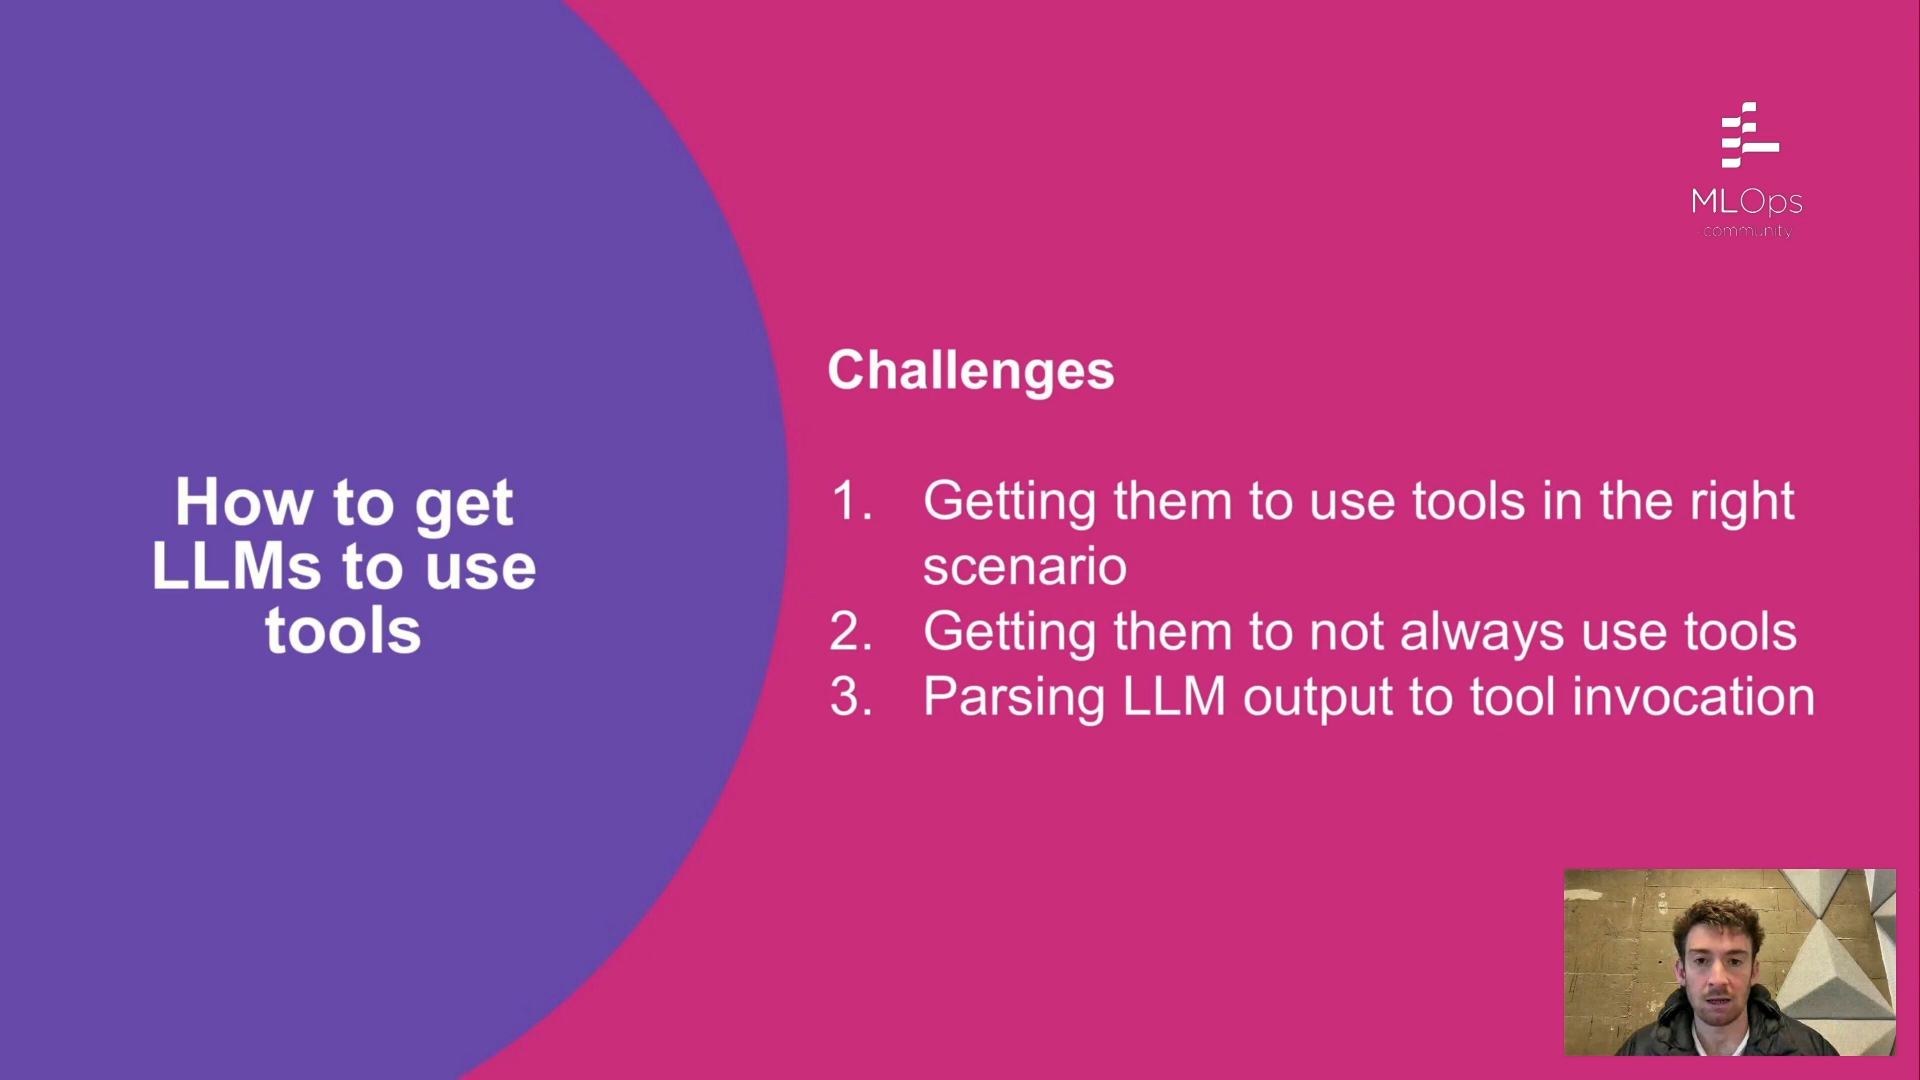 MLOps
community
How to get
LLMs to use
tools
Challenges
1. Getting them to use tools in the right
scenario
2. Getting them to not always use tools
3. Parsing LLM output to tool invocation